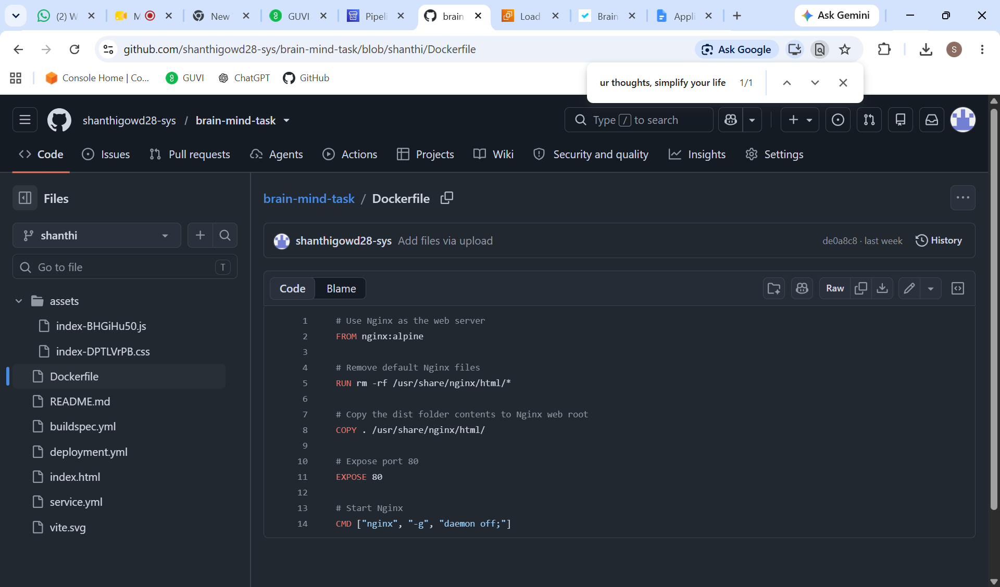 (2) W
M
New
GUVI
Pipeli
brain
Load
Brain
Appli
Ask Gemini
github.com/shanthigowd28-sys/brain-mind-task/blob/shanthi/Dockerfile
Ask Google
S
Console Home | Co...
GUVI
ChatGPT
GitHub
ur thoughts, simplify your life 1/1
shanthigowd28-sys / brain-mind-task
Type / to search
Code
Issues
Pull requests
Agents
Actions
Projects
Wiki
Security and quality
Insights
Settings
Files
shanthi
Go to file T
assets
index-BHGiHu50.js
index-DPTLVrPB.css
Dockerfile
README.md
buildspec.yml
deployment.yml
index.html
service.yml
vite.svg
brain-mind-task / Dockerfile
shanthigowd28-sys Add files via upload
de0a8c8 · last week
History
Code
Blame
Raw
1 # Use Nginx as the web server
2 FROM nginx:alpine
3
4 # Remove default Nginx files
5 RUN rm -rf /usr/share/nginx/html/*
6
7 # Copy the dist folder contents to Nginx web root
8 COPY . /usr/share/nginx/html/
9
10 # Expose port 80
11 EXPOSE 80
12
13 # Start Nginx
14 CMD ["nginx", "-g", "daemon off;"]